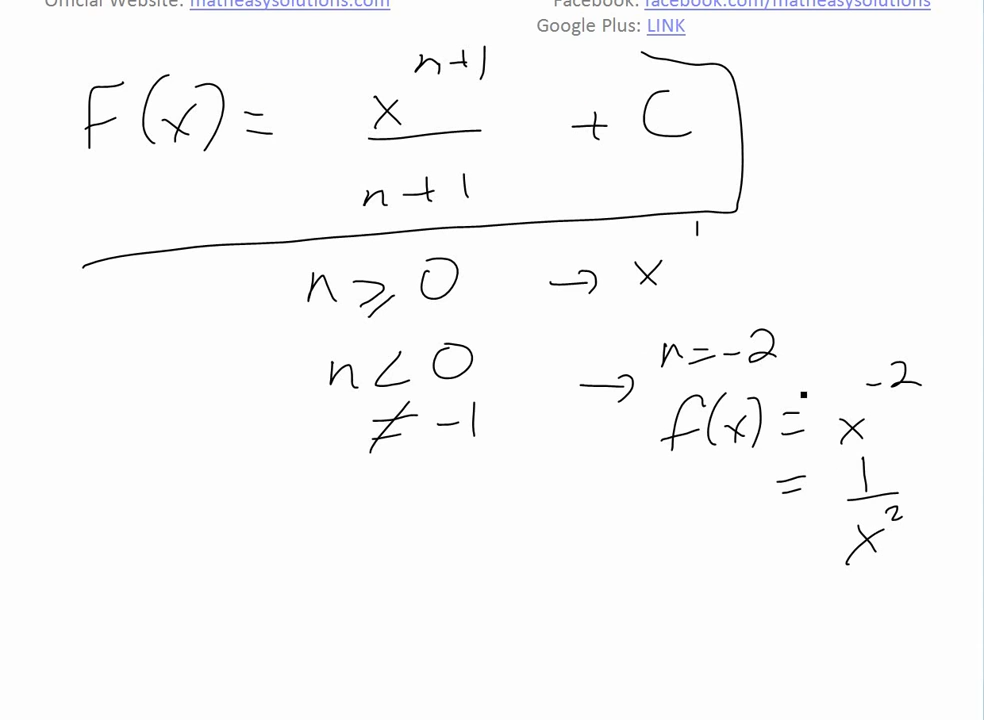 Official Website: matheasysolutions.com Facebook: facebook.com/matheasysolutions
Google Plus: LINK
F(x) = x^(n+1) / (n+1) + C
n ≥ 0 → x^1
n < 0 → n = -2
≠ -1 f(x) = x^-2
= 1/x^2